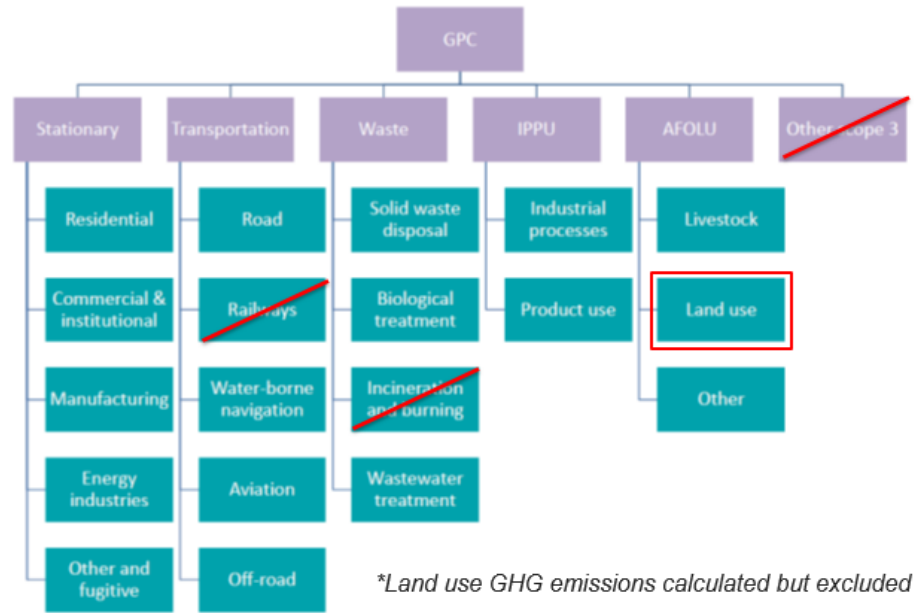 GPC
Stationary
Transportation
Waste
IPPU
AFOLU
Other Scope 3
Residential
Commercial &
institutional
Manufacturing
Energy
industries
Other and
fugitive
Road
Railways
Water-borne
navigation
Aviation
Off-road
Solid waste
disposal
Biological
treatment
Incineration
and burning
Wastewater
treatment
Industrial
processes
Product use
Livestock
Land use
Other
*Land use GHG emissions calculated but excluded